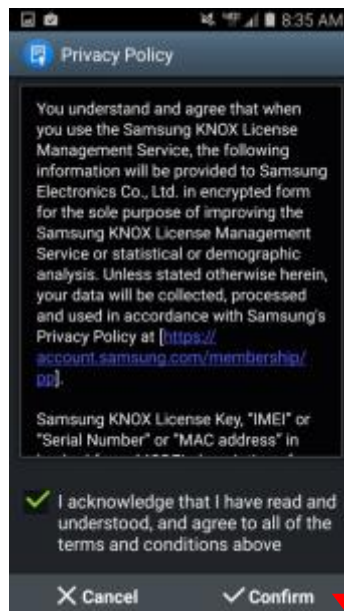 8:35 AM
Privacy Policy
You understand and agree that when
you use the Samsung KNOX License
Management Service, the following
information will be provided to Samsung
Electronics Co., Ltd. in encrypted form
for the sole purpose of improving the
Samsung KNOX License Management
Service or statistical or demographic
analysis. Unless stated otherwise herein,
your data will be collected, processed
and used in accordance with Samsung's
Privacy Policy at [https://
account.samsung.com/membership/
pp].
Samsung KNOX License Key, "IMEI" or
"Serial Number" or "MAC address" in
I acknowledge that I have read and
understood, and agree to all of the
terms and conditions above
Cancel
Confirm